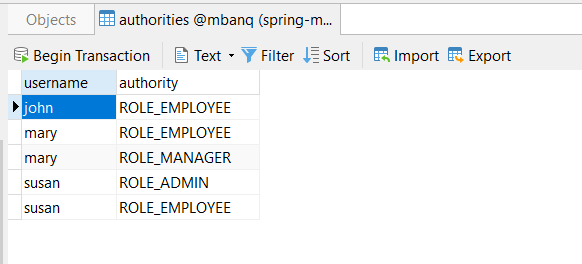 Objects authorities @mbanq (spring-m...
Begin Transaction Text Filter Sort Import Export
username authority
john ROLE_EMPLOYEE
mary ROLE_EMPLOYEE
mary ROLE_MANAGER
susan ROLE_ADMIN
susan ROLE_EMPLOYEE